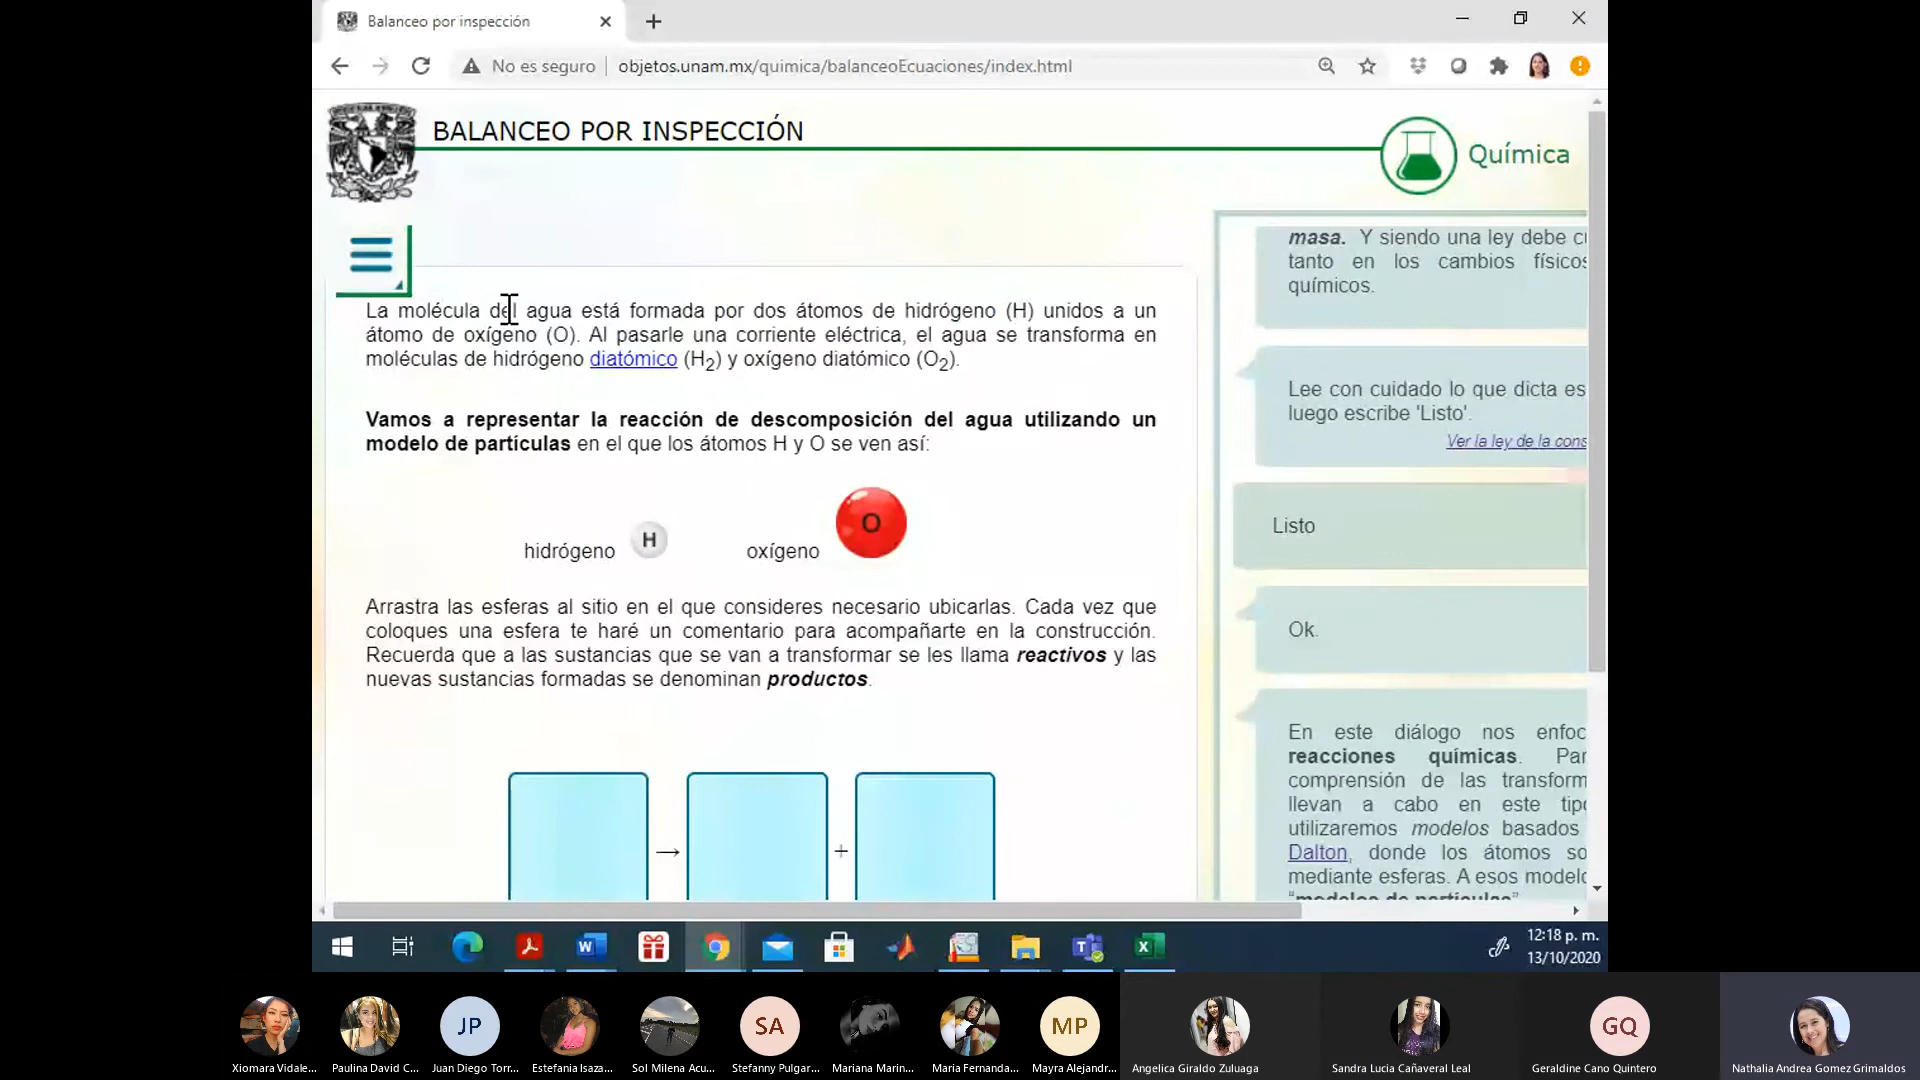 Balanceo por inspección
No es seguro
objetos.unam.mx/quimica/balanceoEcuaciones/index.html
BALANCEO POR INSPECCIÓN
Química
La molécula del agua está formada por dos átomos de hidrógeno (H) unidos a un
átomo de oxígeno (O). Al pasarle una corriente eléctrica, el agua se transforma en
moléculas de hidrógeno diatómico (H2) y oxígeno diatómico (O2).
Vamos a representar la reacción de descomposición del agua utilizando un
modelo de partículas en el que los átomos H y O se ven así:
hidrógeno H oxígeno O
Arrastra las esferas al sitio en el que consideres necesario ubicarlas. Cada vez que
coloques una esfera te haré un comentario para acompañarte en la construcción.
Recuerda que a las sustancias que se van a transformar se les llama reactivos y las
nuevas sustancias formadas se denominan productos.
→ +
masa. Y siendo una ley debe
tanto en los cambios físicos
químicos.
Lee con cuidado lo que dicta es
luego escribe 'Listo'.
Ver la ley de la cons
Listo
Ok.
En este diálogo nos enfoc
reacciones químicas. Par
comprensión de las transform
llevan a cabo en este tipo
utilizaremos modelos basados
Dalton, donde los átomos so
mediante esferas. A esos modelo
"modelos de partículas"
12:18 p. m.
13/10/2020
Xiomara Vidale...
Paulina David C...
JP
Juan Diego Torr...
Estefania Isaza...
Sol Milena Acu...
SA
Stefanny Pulgar...
Mariana Marin...
Maria Fernanda...
MP
Mayra Alejandr...
Angelica Giraldo Zuluaga
Sandra Lucia Cañaveral Leal
GQ
Geraldine Cano Quintero
Nathalia Andrea Gomez Grimaldos